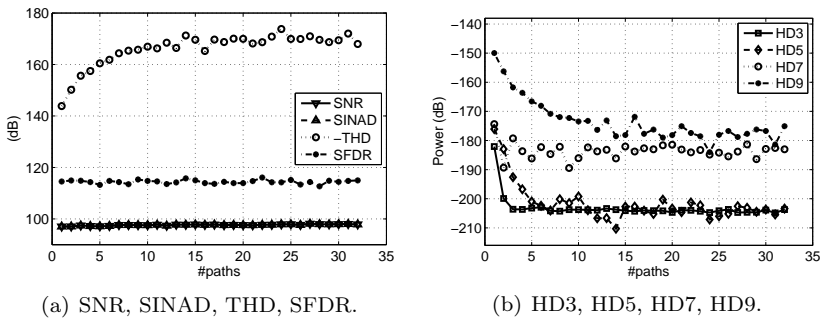 180
160
140
120
100
0 5 10 15 20 25 30 35
(dB)
#paths
SNR
SINAD
−THD
SFDR
(a) SNR, SINAD, THD, SFDR.
−140
−150
−160
−170
−180
−190
−200
−210
0 5 10 15 20 25 30 35
Power (dB)
#paths
HD3
HD5
HD7
HD9
(b) HD3, HD5, HD7, HD9.